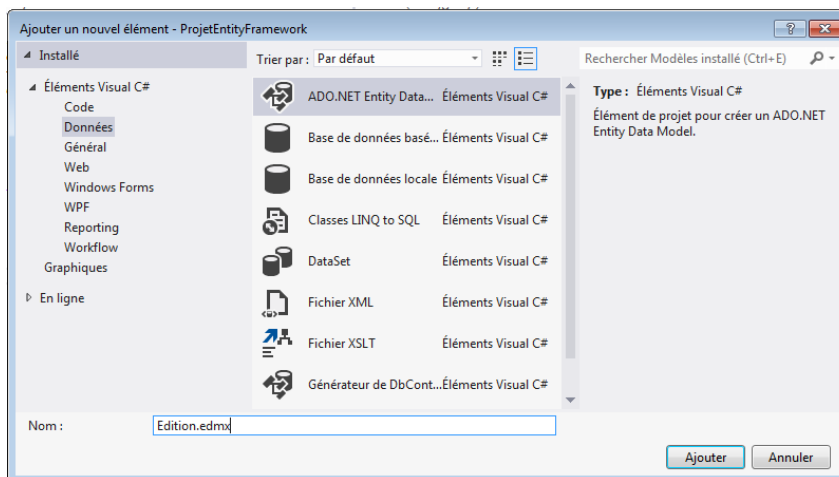 Ajouter un nouvel élément - ProjetEntityFramework
Installé
Trier par : Par défaut
Rechercher Modèles installé (Ctrl+E)
Éléments Visual C#
Code
Données
Général
Web
Windows Forms
WPF
Reporting
Workflow
Graphiques
En ligne
ADO.NET Entity Data... Éléments Visual C#
Base de données basé... Éléments Visual C#
Base de données locale Éléments Visual C#
Classes LINQ to SQL Éléments Visual C#
DataSet Éléments Visual C#
Fichier XML Éléments Visual C#
Fichier XSLT Éléments Visual C#
Générateur de DbCont...Éléments Visual C#
Type : Éléments Visual C#
Élément de projet pour créer un ADO.NET
Entity Data Model.
Nom : Edition.edmx
Ajouter Annuler